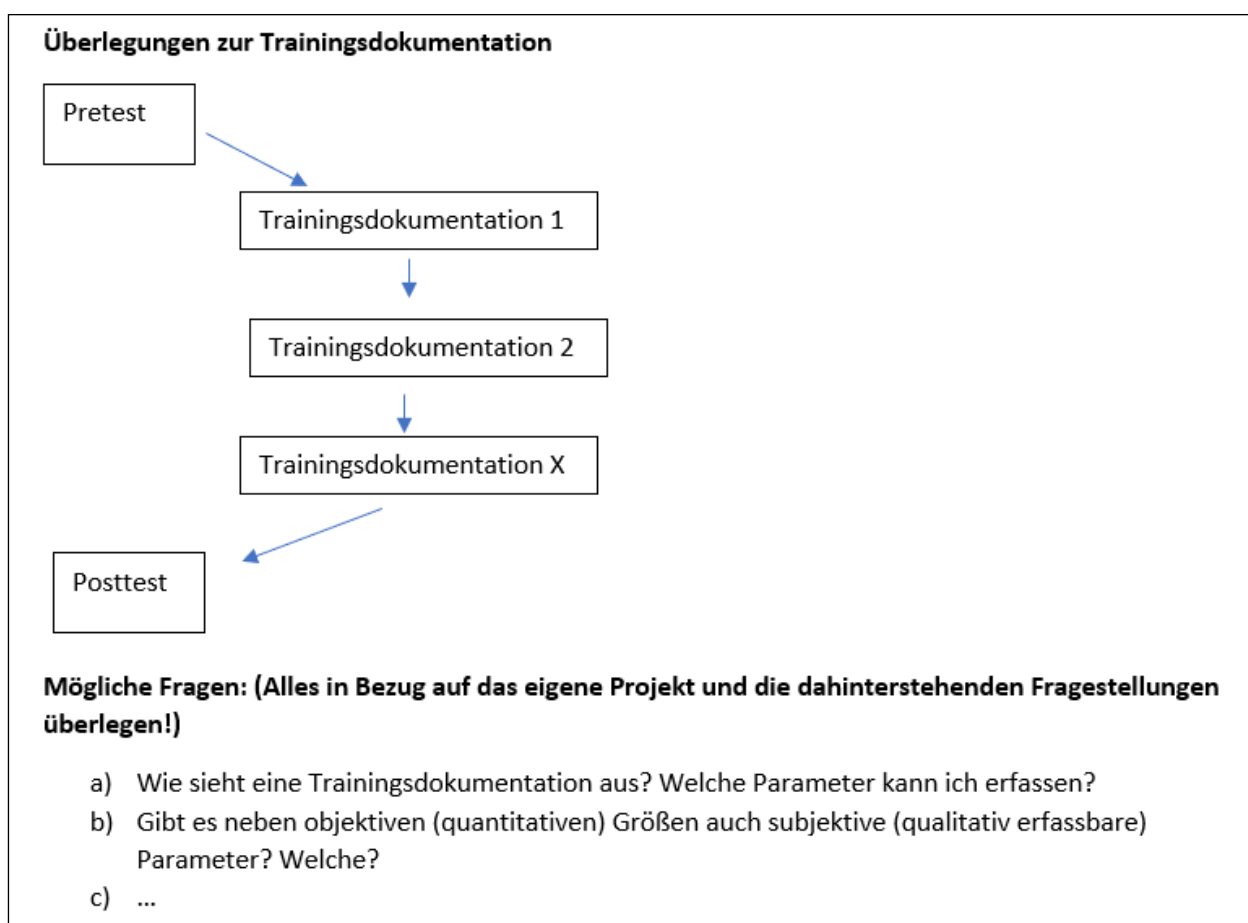 Überlegungen zur Trainingsdokumentation
Pretest
Trainingsdokumentation 1
Trainingsdokumentation 2
Trainingsdokumentation X
Posttest
Mögliche Fragen: (Alles in Bezug auf das eigene Projekt und die dahinterstehenden Fragestellungen
überlegen!)
a) Wie sieht eine Trainingsdokumentation aus? Welche Parameter kann ich erfassen?
b) Gibt es neben objektiven (quantitativen) Größen auch subjektive (qualitativ erfassbare)
Parameter? Welche?
c) ...